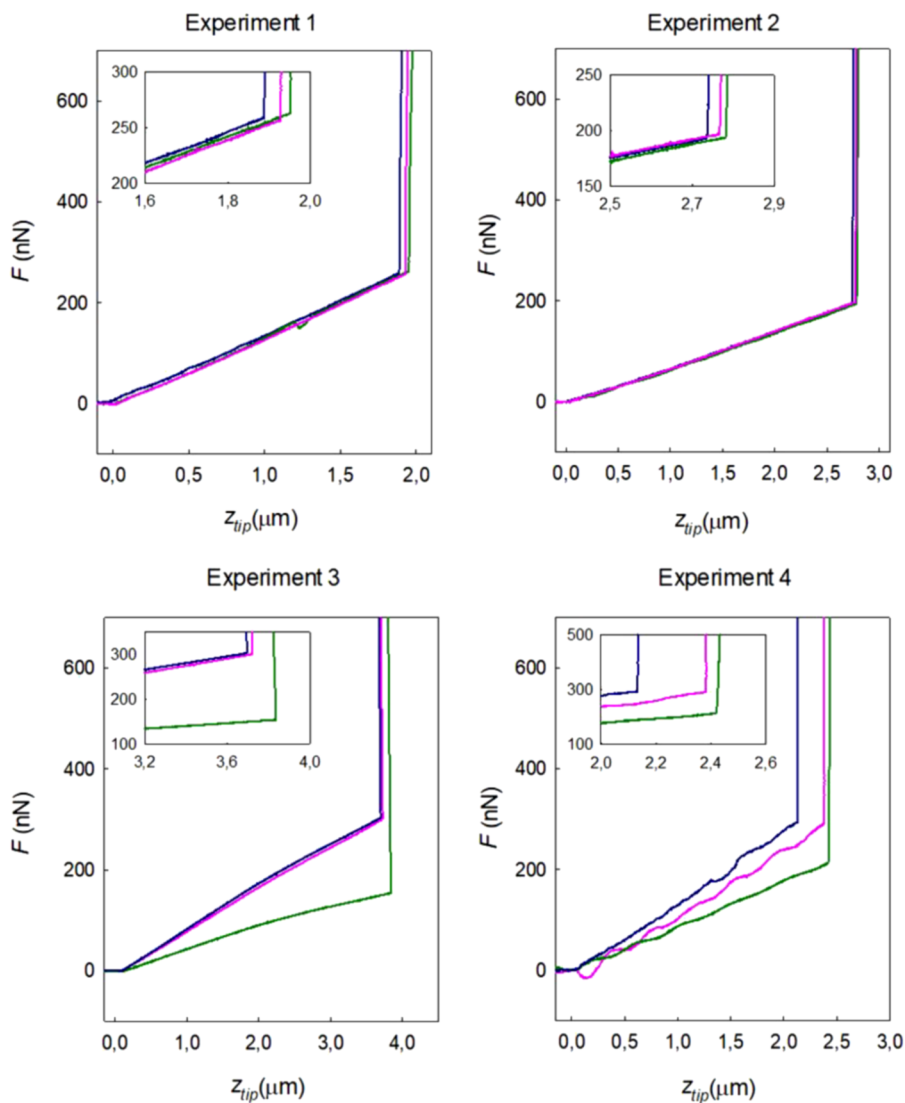 Experiment 1
600
400
200
0
F (nN)
300
250
200
1,6 1,8 2,0
0,0 0,5 1,0 1,5 2,0
z_tip(μm)
Experiment 2
600
400
200
0
F (nN)
250
200
150
2,5 2,7 2,9
0,0 0,5 1,0 1,5 2,0 2,5 3,0
z_tip(μm)
Experiment 3
600
400
200
0
F (nN)
300
200
100
3,2 3,6 4,0
0,0 1,0 2,0 3,0 4,0
z_tip(μm)
Experiment 4
600
400
200
0
F (nN)
500
300
100
2,0 2,2 2,4 2,6
0,0 0,5 1,0 1,5 2,0 2,5 3,0
z_tip(μm)